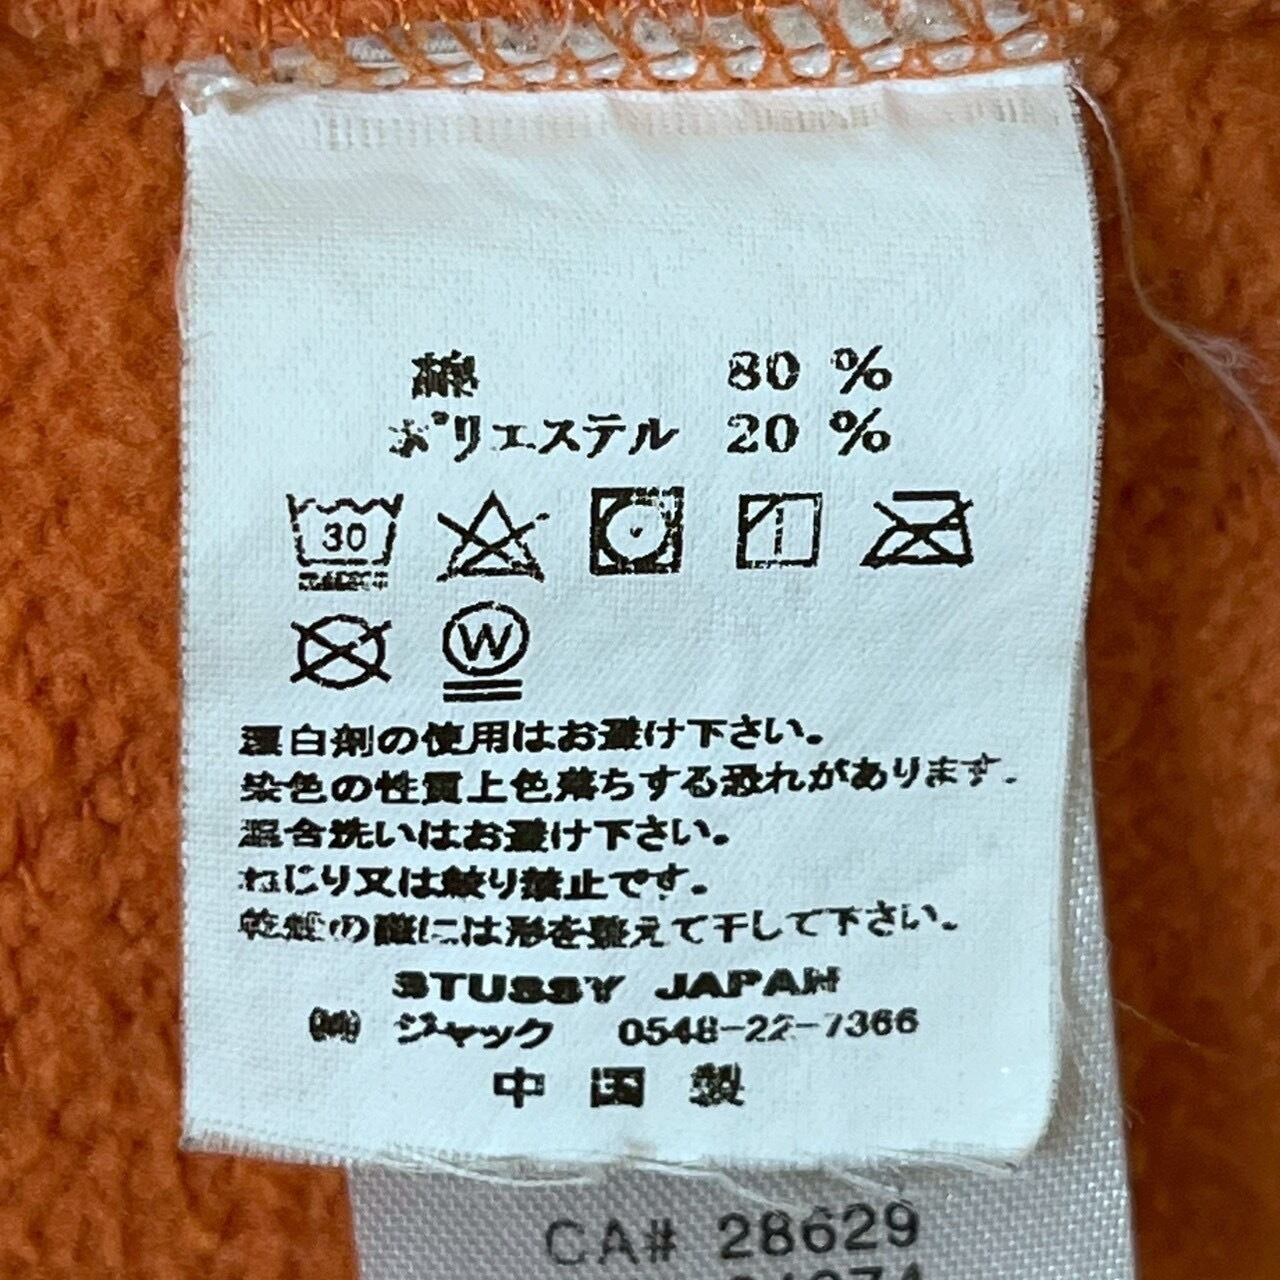 綿 80 %
ポリエステル 20 %
30
W
漂白剤の使用はお避け下さい。
染色の性質上色落ちする恐れがあります.
混合洗いはお避け下さい。
ねじり又は絞り禁止です。
乾燥の際には形を整えて干して下さい。
STUSSY JAPAN
ジャック 0548-22-7366
中国製
CA# 28629